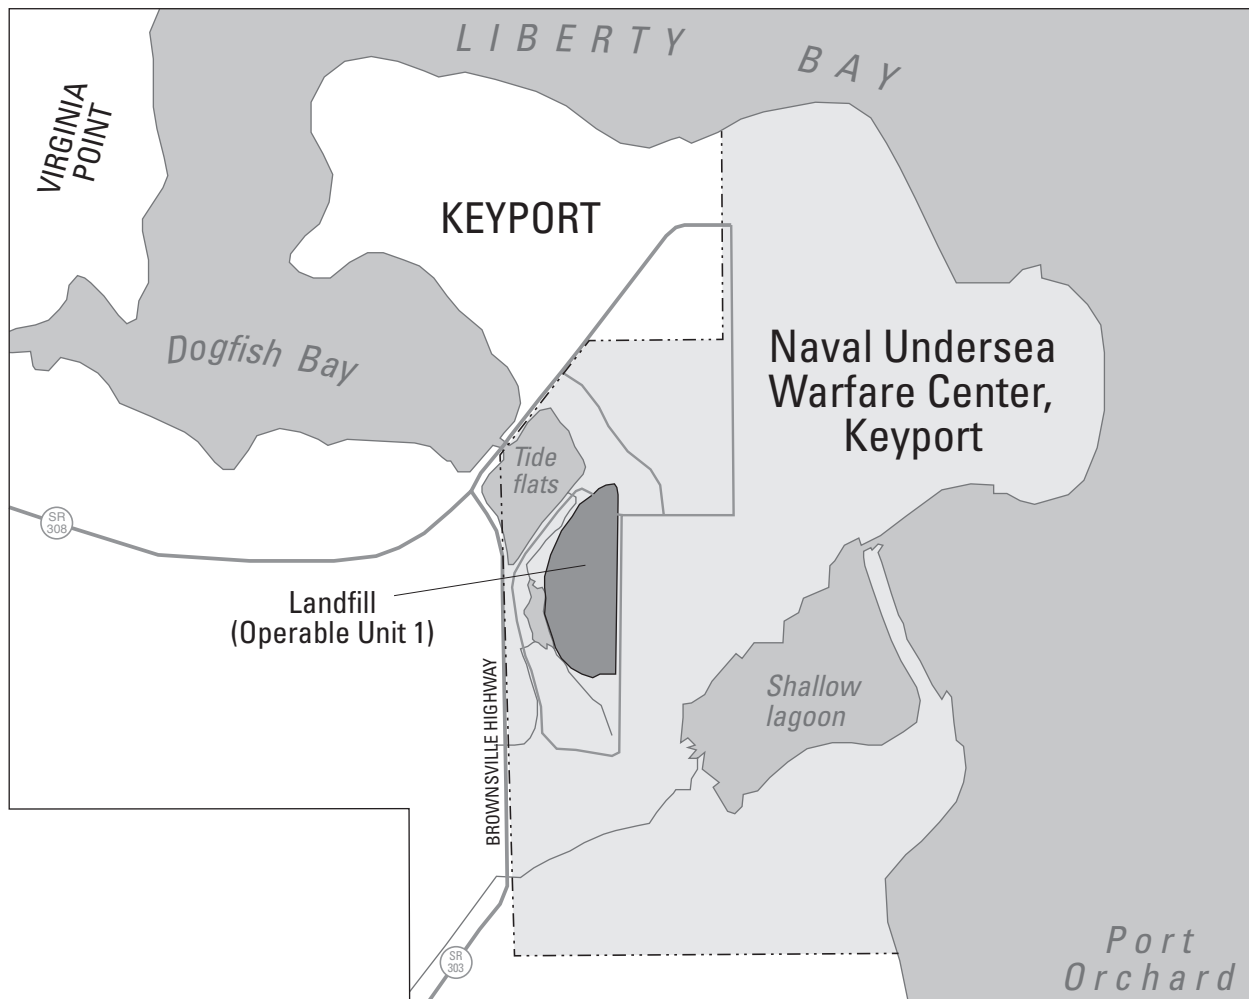 LIBERTY BAY
VIRGINIA
POINT
KEYPORT
Dogfish Bay
Naval Undersea
Warfare Center,
Keyport
Tide
flats
SR
308
Landfill
(Operable Unit 1)
BROWNSVILLE HIGHWAY
Shallow
lagoon
SR
303
Port
Orchard